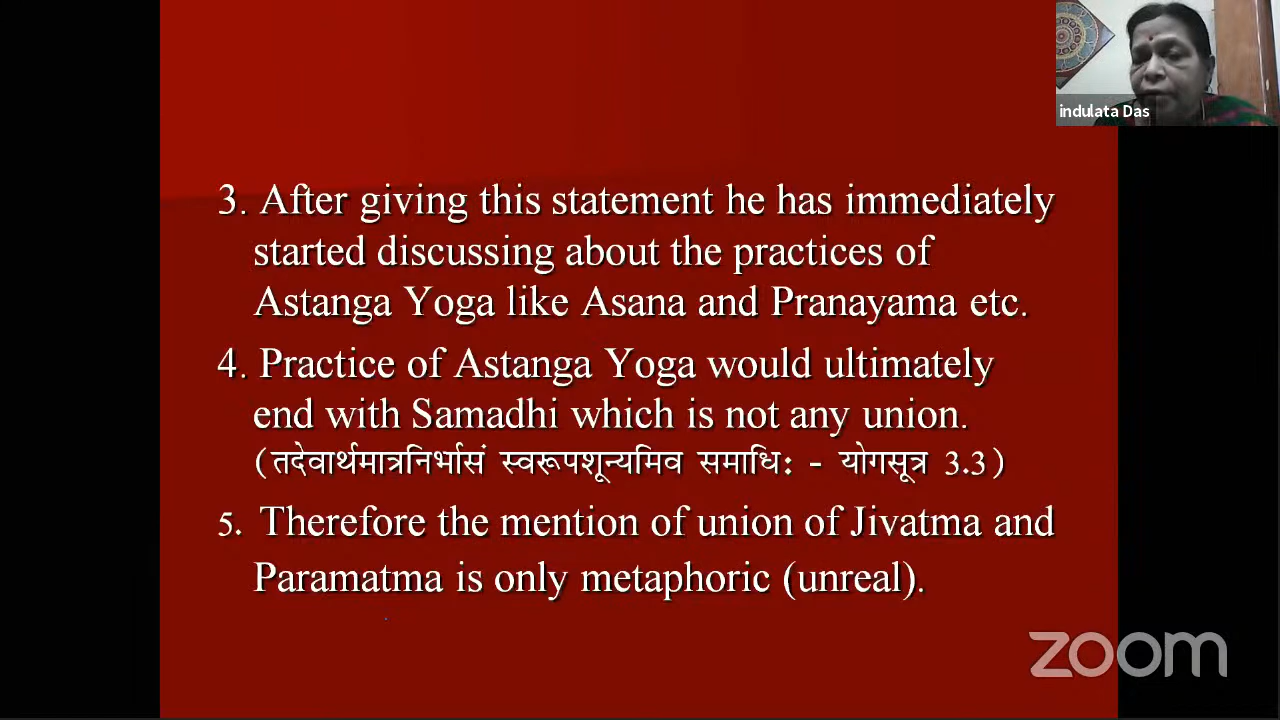 indulata Das
3. After giving this statement he has immediately
started discussing about the practices of
Astanga Yoga like Asana and Pranayama etc.
4. Practice of Astanga Yoga would ultimately
end with Samadhi which is not any union.
(तदेवार्थमात्रनिर्भासं स्वरूपशून्यमिव समाधिः - योगसूत्र 3.3)
5. Therefore the mention of union of Jivatma and
Paramatma is only metaphoric (unreal).
zoom